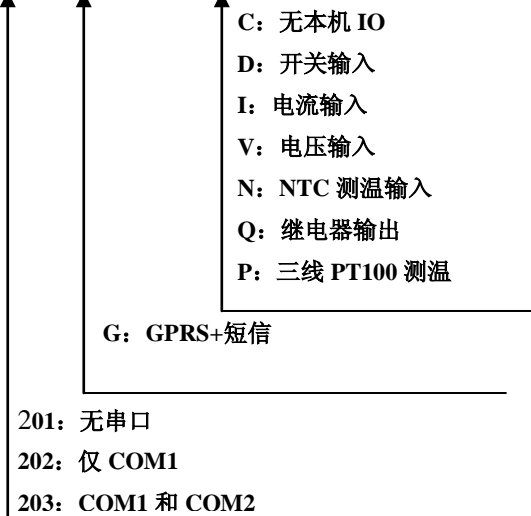 C：无本机 IO
D：开关输入
I：电流输入
V：电压输入
N：NTC 测温输入
Q：继电器输出
P：三线 PT100 测温
G：GPRS+短信
201：无串口
202：仅 COM1
203：COM1 和 COM2